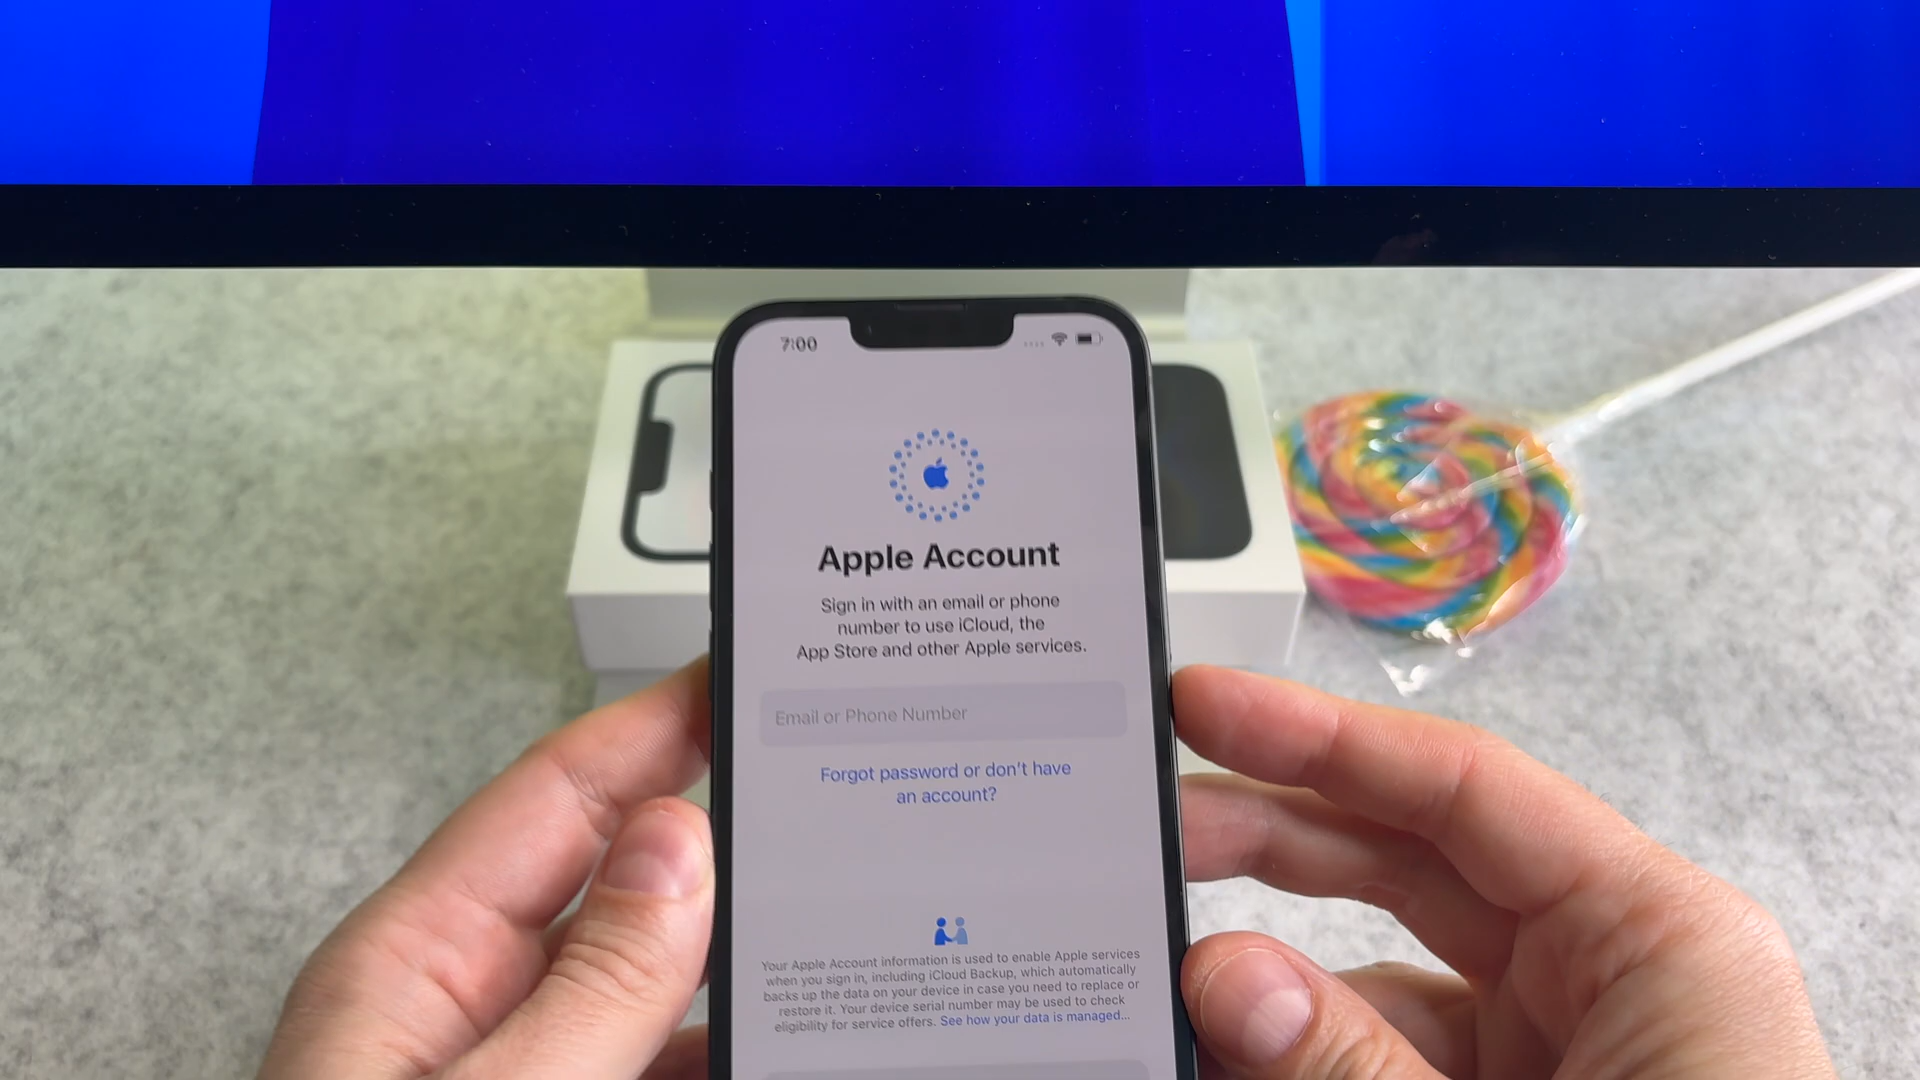 7:00
Apple Account
Sign in with an email or phone
number to use iCloud, the
App Store and other Apple services.
Email or Phone Number
Forgot password or don't have
an account?
Your Apple Account information is used to enable Apple services
when you sign in, including iCloud Backup, which automatically
backs up the data on your device in case you need to replace or
restore it. Your device serial number may be used to check
eligibility for service offers. See how your data is managed...